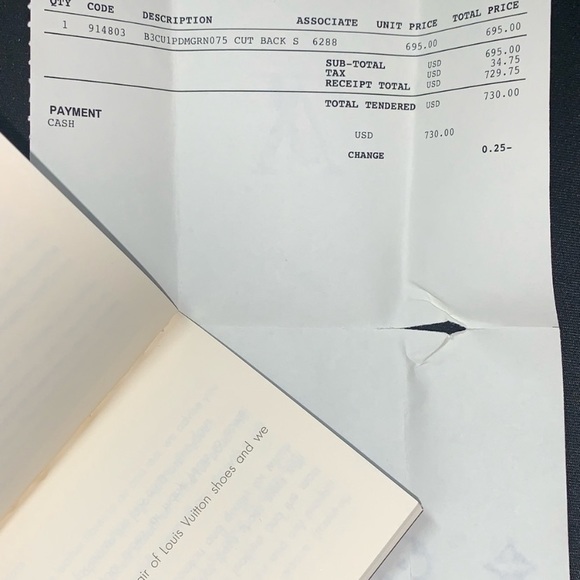 QTY CODE DESCRIPTION ASSOCIATE UNIT PRICE TOTAL PRICE
1 914803 B3CU1PDMGRN075 CUT BACK S 6288 695.00 695.00
SUB-TOTAL USD 695.00
TAX USD 34.75
RECEIPT TOTAL USD 729.75
TOTAL TENDERED USD 730.00
PAYMENT
CASH USD 730.00
CHANGE 0.25-
of Louis Vuitton shoes and we